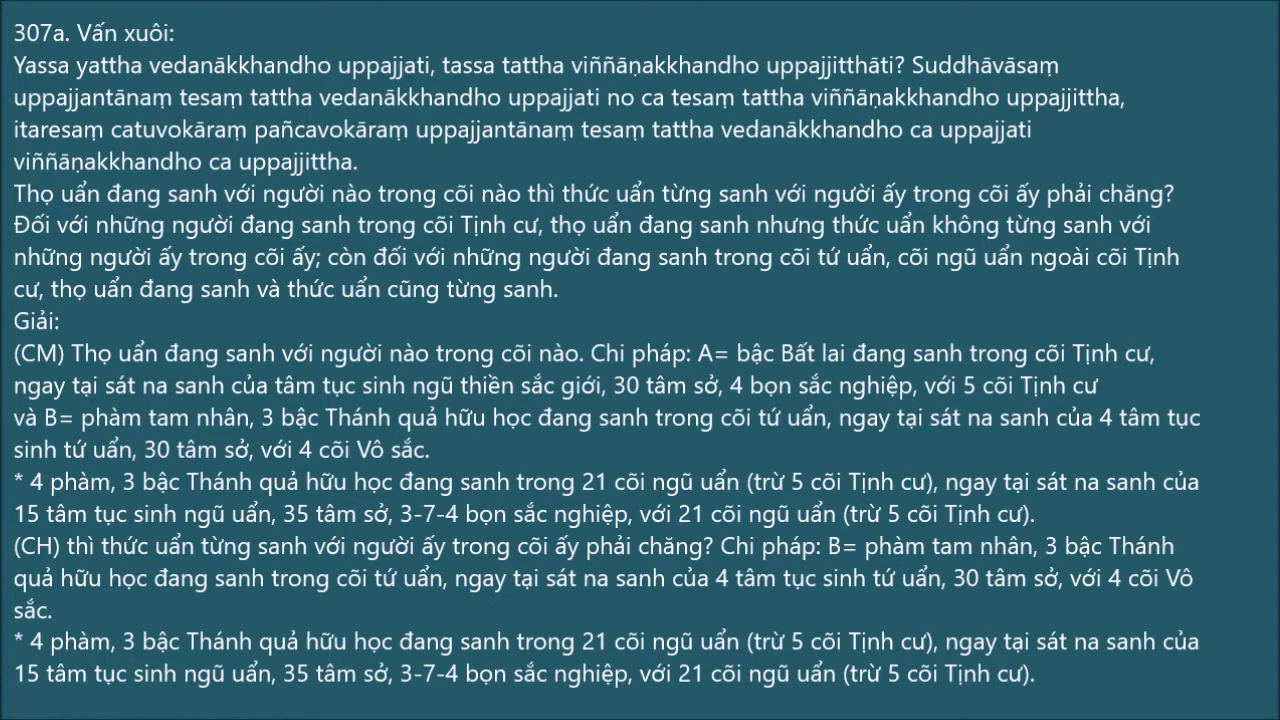 307a. Vấn xuôi:
Yassa yattha vedanākkhandho uppajjati, tassa tattha viññāṇakkhandho uppajjitthāti? Suddhāvāsaṃ
uppajjantānaṃ tesaṃ tattha vedanākkhandho uppajjati no ca tesaṃ tattha viññāṇakkhandho uppajjittha,
itaresaṃ catuvokāraṃ pañcavokāraṃ uppajjantānaṃ tesaṃ tattha vedanākkhandho ca uppajjati
viññāṇakkhandho ca uppajjittha.
Thọ uẩn đang sanh với người nào trong cõi nào thì thức uẩn từng sanh với người ấy trong cõi ấy phải chăng?
Đối với những người đang sanh trong cõi Tịnh cư, thọ uẩn đang sanh nhưng thức uẩn không từng sanh với
những người ấy trong cõi ấy; còn đối với những người đang sanh trong cõi tứ uẩn, cõi ngũ uẩn ngoài cõi Tịnh
cư, thọ uẩn đang sanh và thức uẩn cũng từng sanh.
Giải:
(CM) Thọ uẩn đang sanh với người nào trong cõi nào. Chi pháp: A= bậc Bất lai đang sanh trong cõi Tịnh cư,
ngay tại sát na sanh của tâm tục sinh ngũ thiền sắc giới, 30 tâm sở, 4 bọn sắc nghiệp, với 5 cõi Tịnh cư
và B= phàm tam nhân, 3 bậc Thánh quả hữu học đang sanh trong cõi tứ uẩn, ngay tại sát na sanh của 4 tâm tục
sinh tứ uẩn, 30 tâm sở, với 4 cõi Vô sắc.
* 4 phàm, 3 bậc Thánh quả hữu học đang sanh trong 21 cõi ngũ uẩn (trừ 5 cõi Tịnh cư), ngay tại sát na sanh của
15 tâm tục sinh ngũ uẩn, 35 tâm sở, 3-7-4 bọn sắc nghiệp, với 21 cõi ngũ uẩn (trừ 5 cõi Tịnh cư).
(CH) thì thức uẩn từng sanh với người ấy trong cõi ấy phải chăng? Chi pháp: B= phàm tam nhân, 3 bậc Thánh
quả hữu học đang sanh trong cõi tứ uẩn, ngay tại sát na sanh của 4 tâm tục sinh tứ uẩn, 30 tâm sở, với 4 cõi Vô
sắc.
* 4 phàm, 3 bậc Thánh quả hữu học đang sanh trong 21 cõi ngũ uẩn (trừ 5 cõi Tịnh cư), ngay tại sát na sanh của
15 tâm tục sinh ngũ uẩn, 35 tâm sở, 3-7-4 bọn sắc nghiệp, với 21 cõi ngũ uẩn (trừ 5 cõi Tịnh cư).